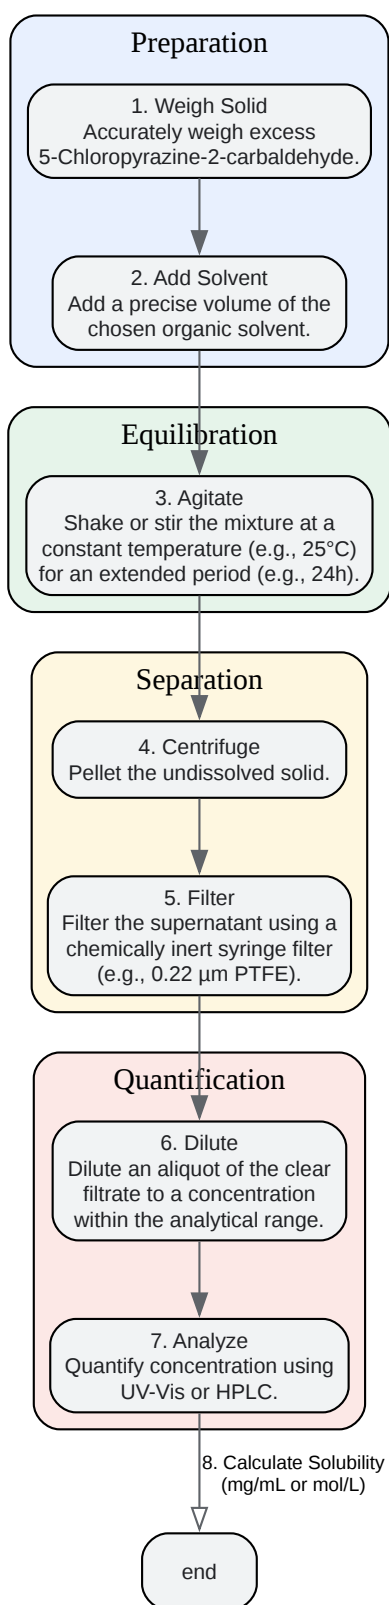 Preparation
1. Weigh Solid
Accurately weigh excess
5-Chloropyrazine-2-carbaldehyde.
2. Add Solvent
Add a precise volume of the
chosen organic solvent.
Equilibration
3. Agitate
Shake or stir the mixture at a
constant temperature (e.g., 25°C)
for an extended period (e.g., 24h).
Separation
4. Centrifuge
Pellet the undissolved solid.
5. Filter
Filter the supernatant using a
chemically inert syringe filter
(e.g., 0.22 µm PTFE).
Quantification
6. Dilute
Dilute an aliquot of the clear
filtrate to a concentration
within the analytical range.
7. Analyze
Quantify concentration using
UV-Vis or HPLC.
8. Calculate Solubility
(mg/mL or mol/L)
end